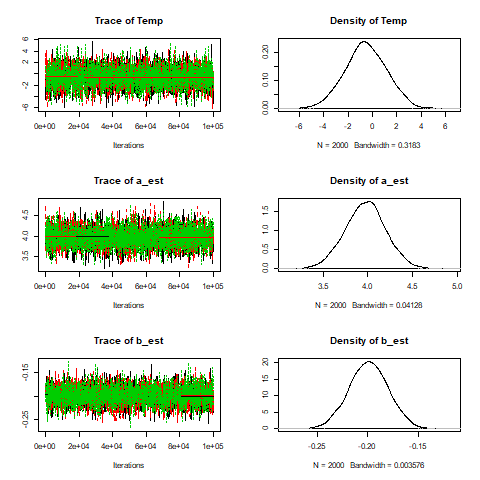 Trace of Temp
6
4
2
-2
-6
0e+00 2e+04 4e+04 6e+04 8e+04 1e+05
Iterations
Density of Temp
0.20
0.10
0.00
-6 -4 -2 0 2 4 6
N = 2000 Bandwidth = 0.3183
Trace of a_est
4.5
4.0
3.5
0e+00 2e+04 4e+04 6e+04 8e+04 1e+05
Iterations
Density of a_est
1.5
1.0
0.5
0.0
3.5 4.0 4.5 5.0
N = 2000 Bandwidth = 0.04128
Trace of b_est
-0.15
-0.25
0e+00 2e+04 4e+04 6e+04 8e+04 1e+05
Iterations
Density of b_est
20
15
10
5
0
-0.25 -0.20 -0.15
N = 2000 Bandwidth = 0.003576